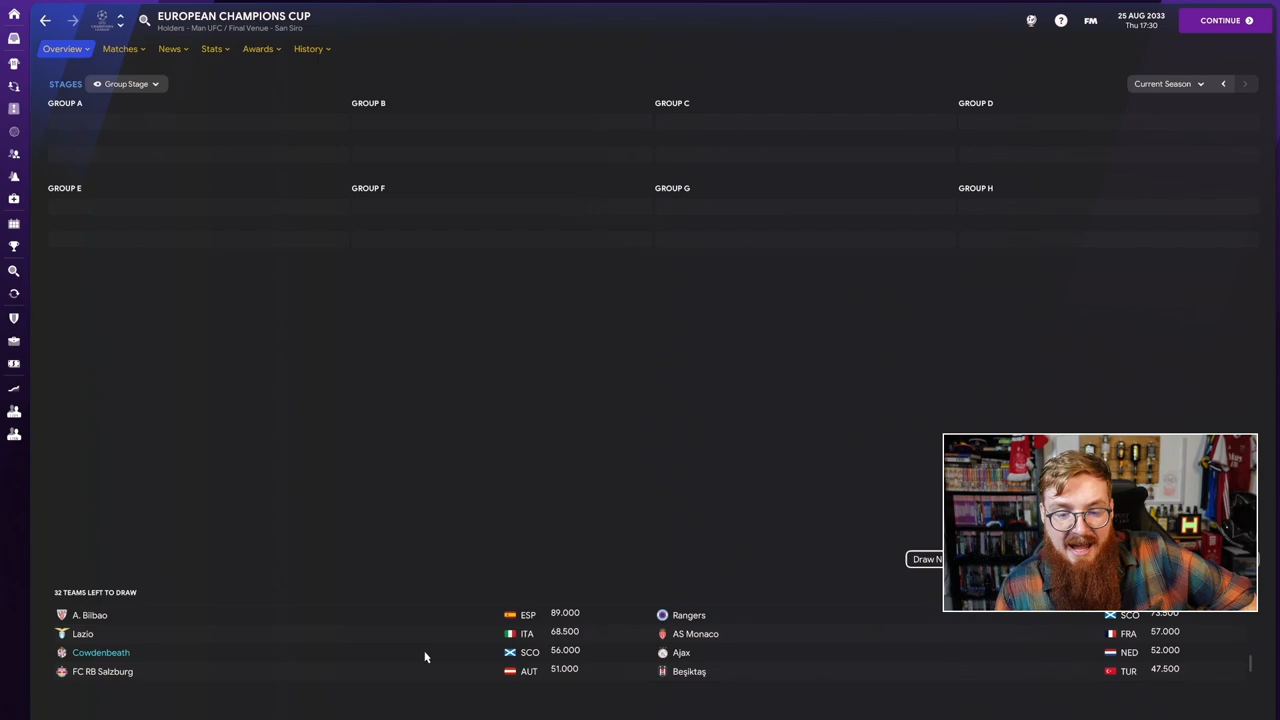 EUROPEAN CHAMPIONS CUP
Holders - Man UFC / Final Venue - San Siro
FM
25 AUG 2033
Thu 17:30
CONTINUE
Overview
Matches
News
Stats
Awards
History
STAGES
Group Stage
Current Season
GROUP A
GROUP B
GROUP C
GROUP D
GROUP E
GROUP F
GROUP G
GROUP H
Draw N
32 TEAMS LEFT TO DRAW
A. Bilbao ESP 89.000 Rangers SCO 73.500
Lazio ITA 68.500 AS Monaco FRA 57.000
Cowdenbeath SCO 56.000 Ajax NED 52.000
FC RB Salzburg AUT 51.000 Beşiktaş TUR 47.500